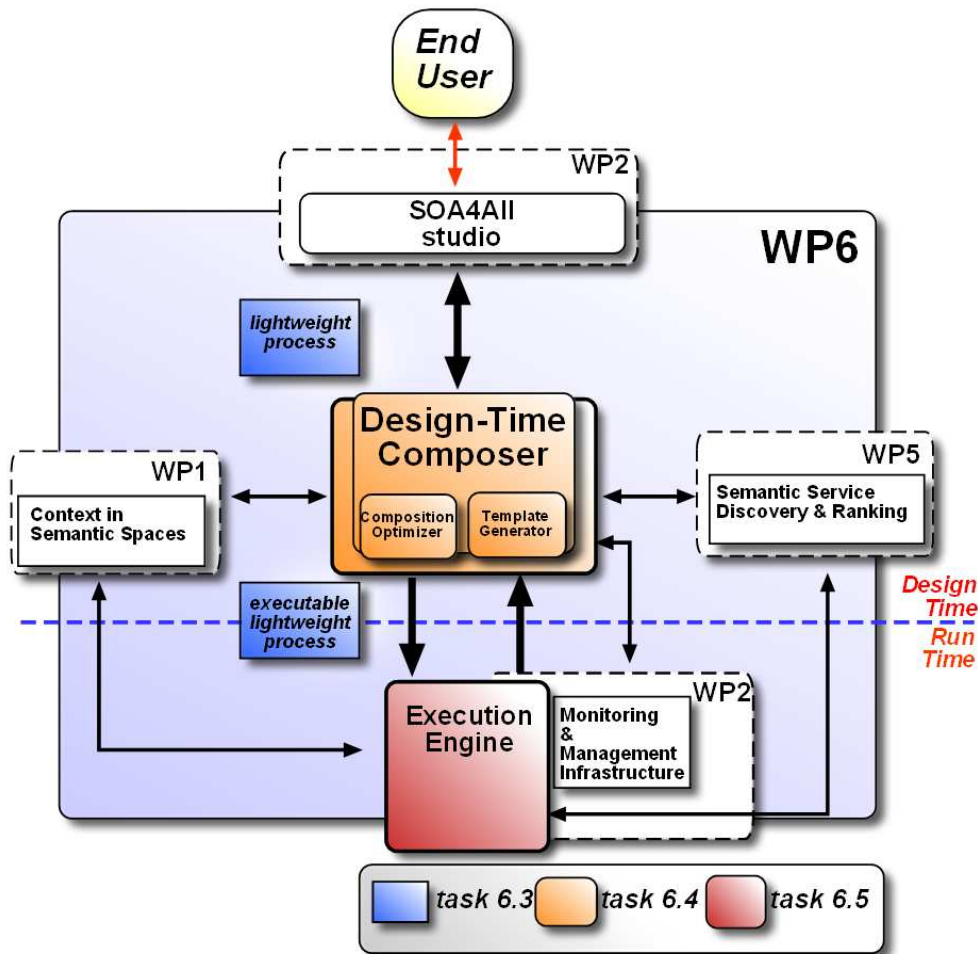 End
User
WP2
SOA4All
studio
WP6
lightweight
process
Design-Time
Composer
Composition
Optimizer
Template
Generator
WP1
Context in
Semantic Spaces
WP5
Semantic Service
Discovery & Ranking
executable
lightweight
process
Design
Time
Run
Time
Execution
Engine
WP2
Monitoring
&
Management
Infrastructure
task 6.3
task 6.4
task 6.5